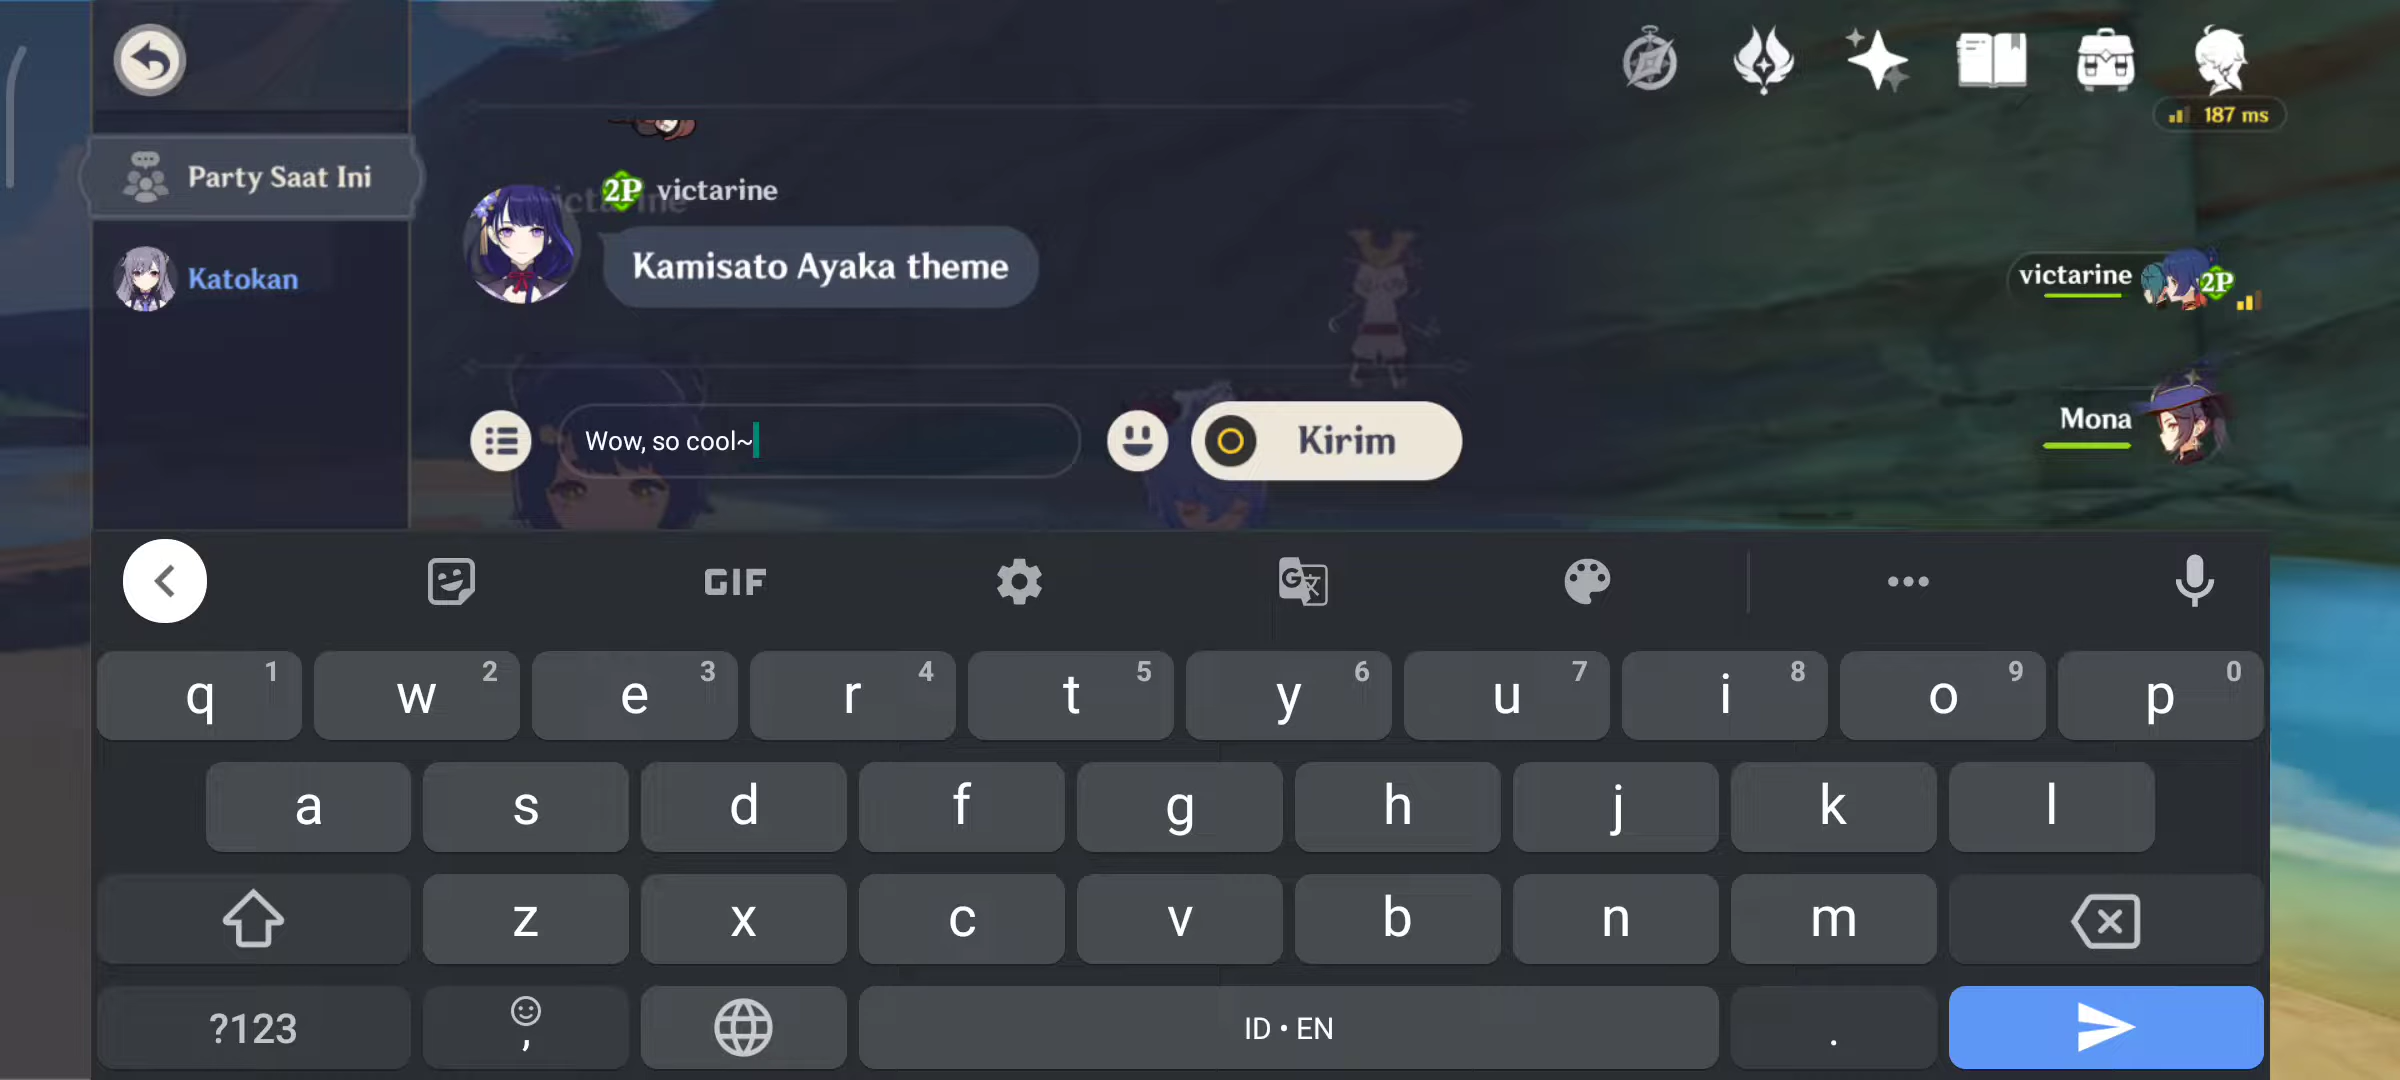 187 ms
Party Saat Ini
Katokan
2P victarine
Kamisato Ayaka theme
victarine 2P
Mona
Wow, so cool~
Kirim
GIF
G
q 1 w 2 e 3 r 4 t 5 y 6 u 7 i 8 o 9 p 0
a s d f g h j k l
z x c v b n m
?123 , ID • EN .